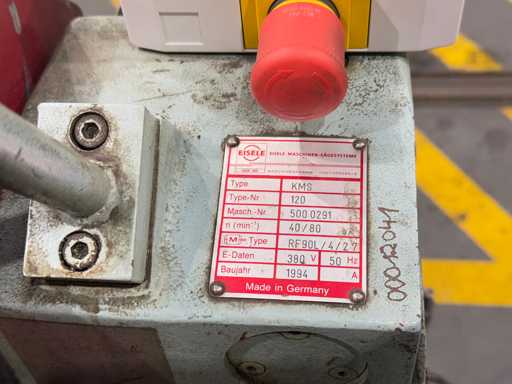 EISELE EISELE MASCHINEN-SÄGESYSTEME
Type KMS
Type-Nr 120
Masch.-Nr. 500 0291
n (min⁻¹) 40/80
M Type RF90L/4/2 7
E-Daten 380 V 50 Hz
Baujahr 1994 A
Made in Germany
00012041